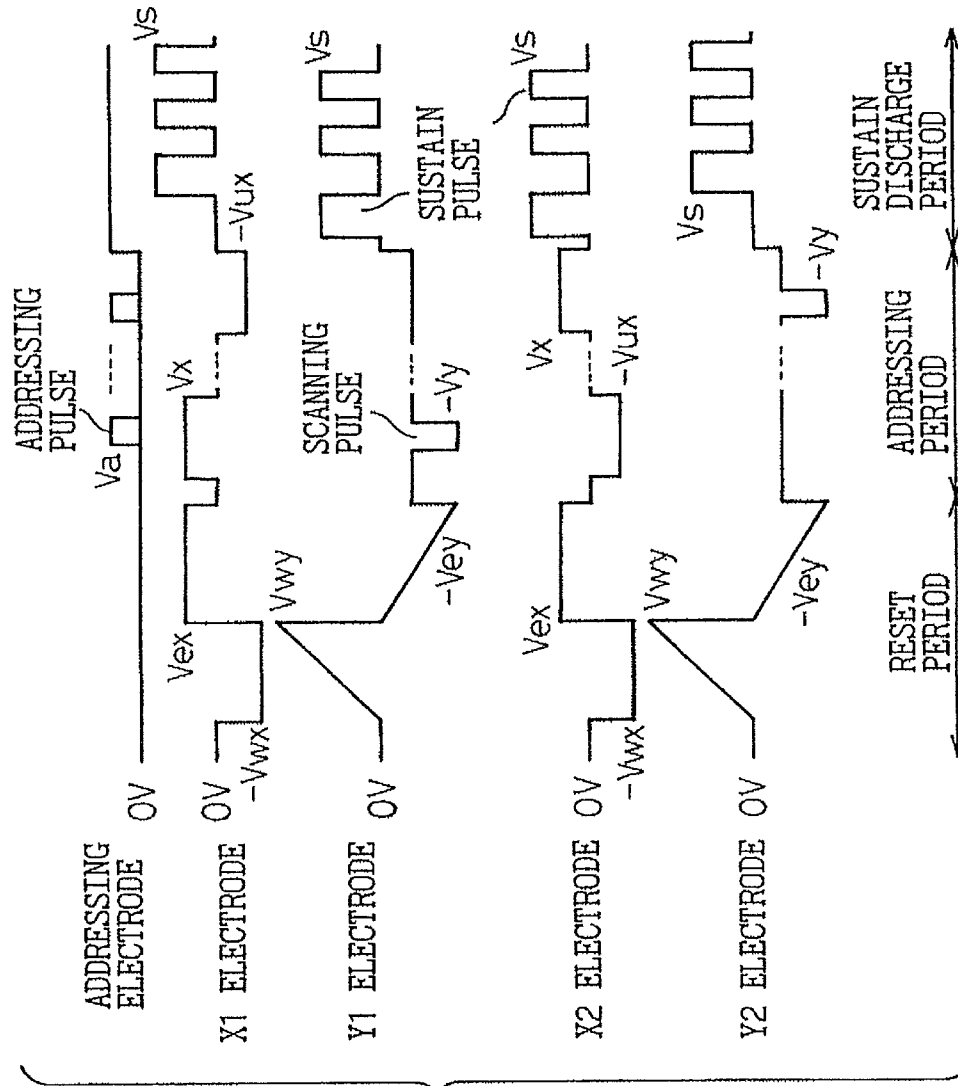 ADDRESSING
ELECTRODE
0V
Va
ADDRESSING
PULSE
X1 ELECTRODE
0V
-Vwx
Vex
Vx
-Vux
Vs
Y1 ELECTRODE
0V
Vwy
-Vey
SCANNING
PULSE
-Vy
SUSTAIN
PULSE
Vs
X2 ELECTRODE
0V
-Vwx
Vex
Vx
-Vux
Vs
Y2 ELECTRODE
0V
Vwy
-Vey
-Vy
Vs
RESET
PERIOD
ADDRESSING
PERIOD
SUSTAIN
DISCHARGE
PERIOD